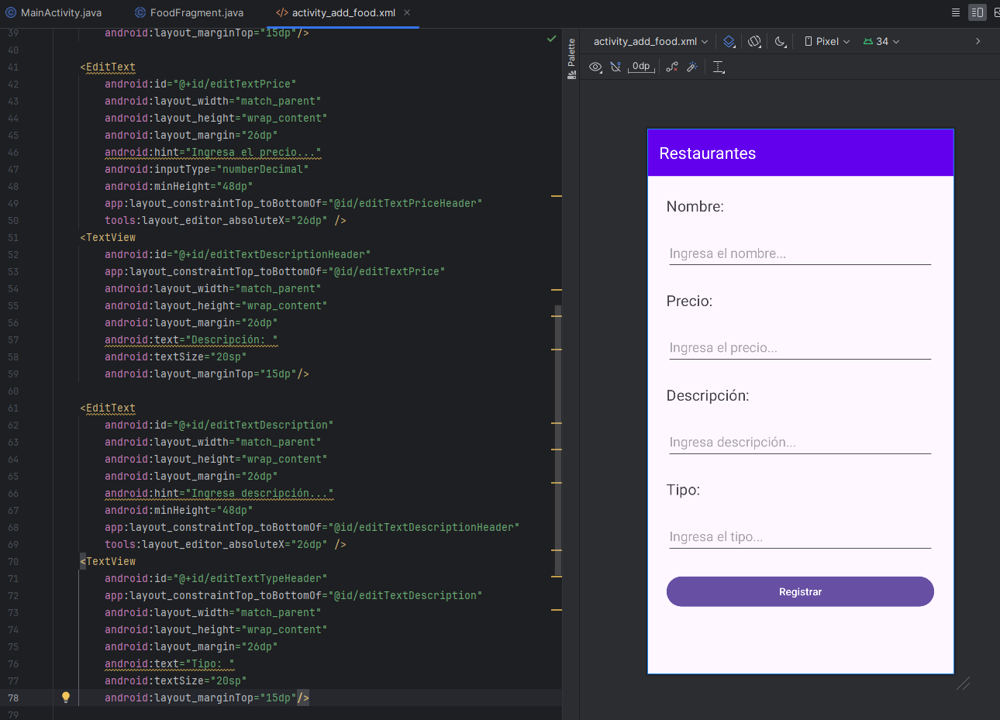 MainActivity.java
FoodFragment.java
activity_add_food.xml
39 android:layout_marginTop="15dp"/>
40
41 <EditText
42 android:id="@+id/editTextPrice"
43 android:layout_width="match_parent"
44 android:layout_height="wrap_content"
45 android:layout_margin="26dp"
46 android:hint="Ingresa el precio..."
47 android:inputType="numberDecimal"
48 android:minHeight="48dp"
49 app:layout_constraintTop_toBottomOf="@id/editTextPriceHeader"
50 tools:layout_editor_absoluteX="26dp" />
51 <TextView
52 android:id="@+id/editTextDescriptionHeader"
53 app:layout_constraintTop_toBottomOf="@id/editTextPrice"
54 android:layout_width="match_parent"
55 android:layout_height="wrap_content"
56 android:layout_margin="26dp"
57 android:text="Descripción: "
58 android:textSize="20sp"
59 android:layout_marginTop="15dp"/>
60
61 <EditText
62 android:id="@+id/editTextDescription"
63 android:layout_width="match_parent"
64 android:layout_height="wrap_content"
65 android:layout_margin="26dp"
66 android:hint="Ingresa descripción..."
67 android:minHeight="48dp"
68 app:layout_constraintTop_toBottomOf="@id/editTextDescriptionHeader"
69 tools:layout_editor_absoluteX="26dp" />
70 <TextView
71 android:id="@+id/editTextTypeHeader"
72 app:layout_constraintTop_toBottomOf="@id/editTextDescription"
73 android:layout_width="match_parent"
74 android:layout_height="wrap_content"
75 android:layout_margin="26dp"
76 android:text="Tipo: "
77 android:textSize="20sp"
78 android:layout_marginTop="15dp"/>
79
Palette
activity_add_food.xml
Pixel
34
0dp
Restaurantes
Nombre:
Ingresa el nombre...
Precio:
Ingresa el precio...
Descripción:
Ingresa descripción...
Tipo:
Ingresa el tipo...
Registrar